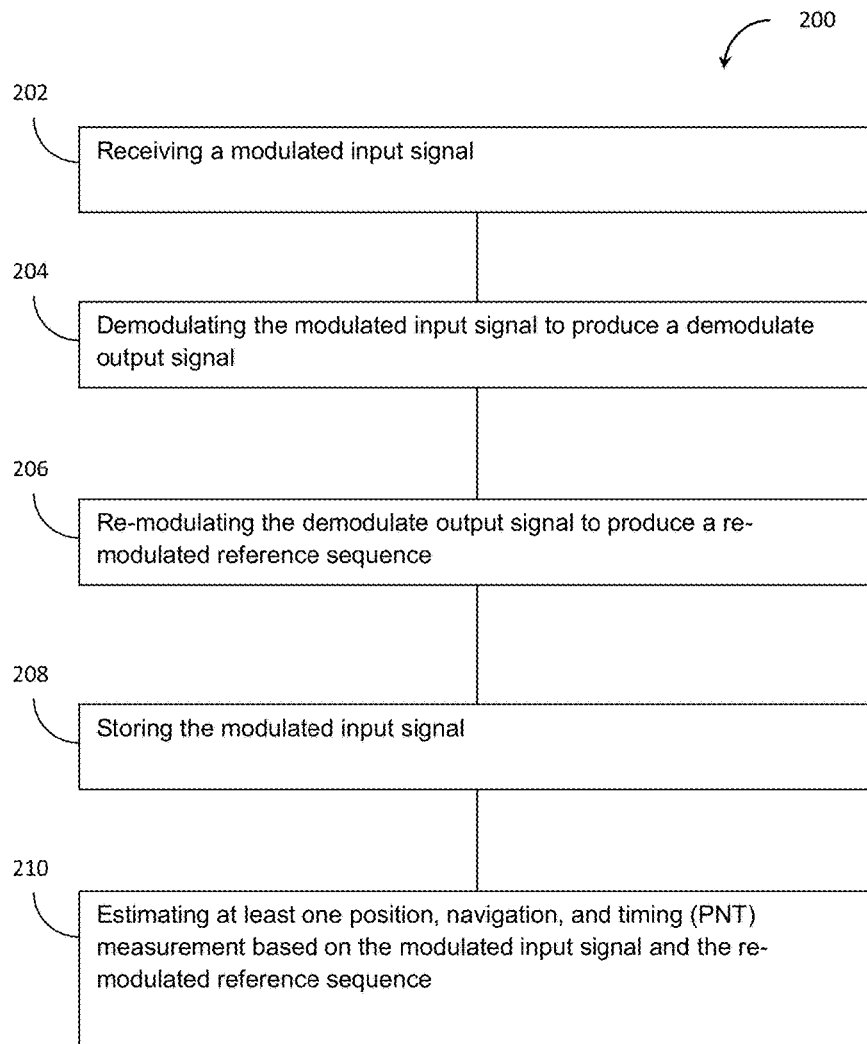 200
202
Receiving a modulated input signal
204
Demodulating the modulated input signal to produce a demodulate
output signal
206
Re-modulating the demodulate output signal to produce a re-
modulated reference sequence
208
Storing the modulated input signal
210
Estimating at least one position, navigation, and timing (PNT)
measurement based on the modulated input signal and the re-
modulated reference sequence